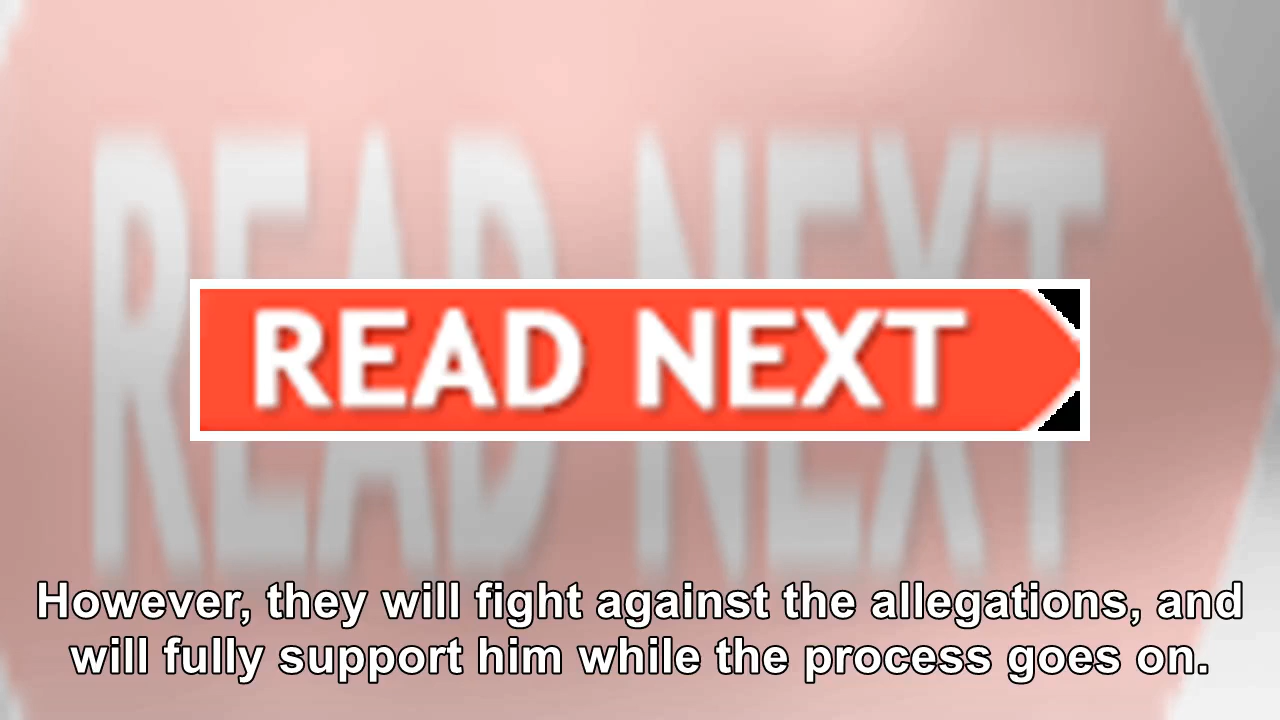 READ NEXT
READ NEXT
However, they will fight against the allegations, and
will fully support him while the process goes on.